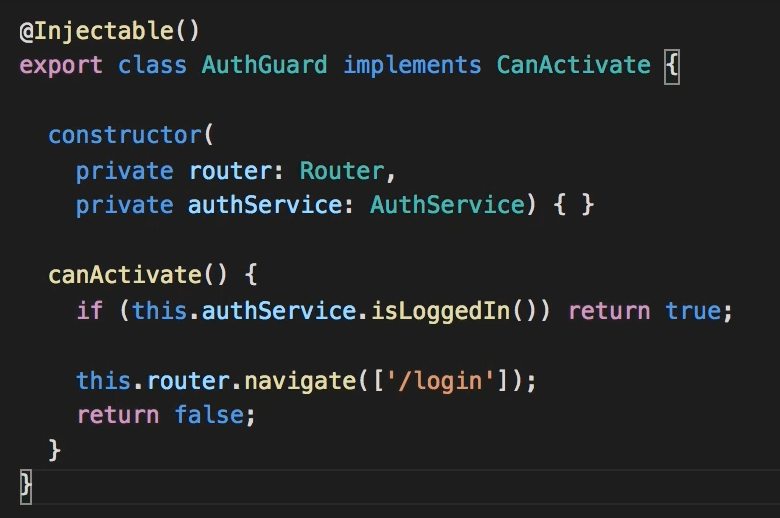 @Injectable()
export class AuthGuard implements CanActivate {
constructor(
private router: Router,
private authService: AuthService) { }
canActivate() {
if (this.authService.isLoggedIn()) return true;
this.router.navigate(['/login']);
return false;
}
}